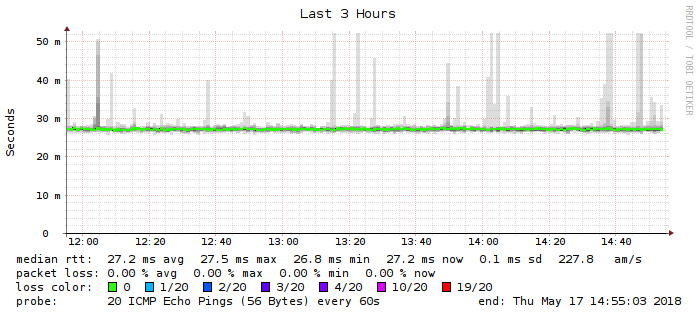 Last 3 Hours
RRDTOOL / TOBI OETIKER
Seconds
50 m
40 m
30 m
20 m
10 m
0
12:00 12:20 12:40 13:00 13:20 13:40 14:00 14:20 14:40
median rtt: 27.2 ms avg 27.5 ms max 26.8 ms min 27.2 ms now 0.1 ms sd 227.8 am/s
packet loss: 0.00 % avg 0.00 % max 0.00 % min 0.00 % now
loss color: 0 1/20 2/20 3/20 4/20 10/20 19/20
probe: 20 ICMP Echo Pings (56 Bytes) every 60s end: Thu May 17 14:55:03 2018